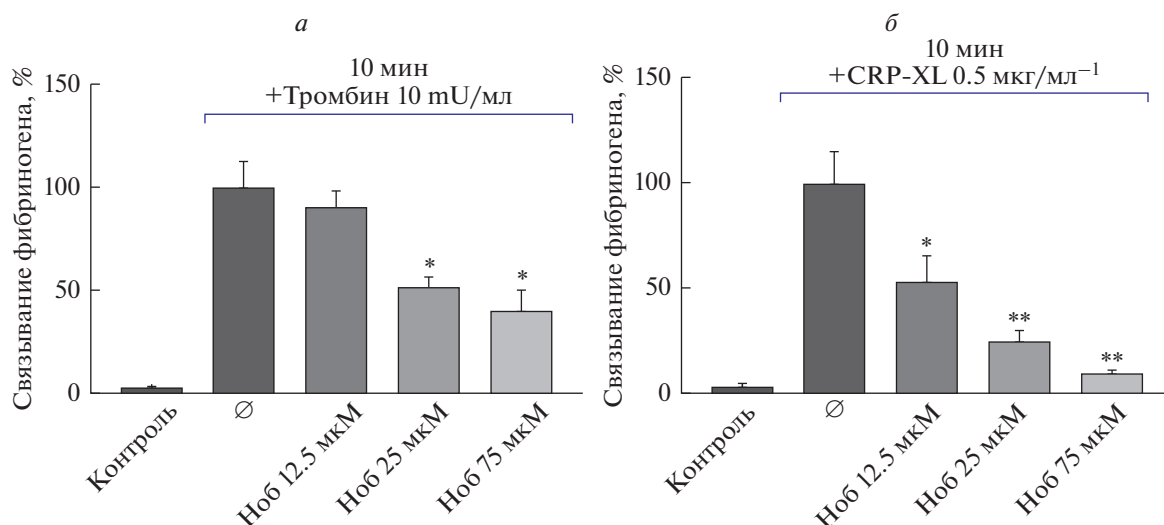 а
10 мин
+Тромбин 10 mU/мл
Связывание фибриногена, %
150
100
50
0
*
*
Контроль
∅
Ноб 12.5 мкМ
Ноб 25 мкМ
Ноб 75 мкМ
б
10 мин
+CRP-XL 0.5 мкг/мл⁻¹
Связывание фибриногена, %
150
100
50
0
*
**
**
Контроль
∅
Ноб 12.5 мкМ
Ноб 25 мкМ
Ноб 75 мкМ